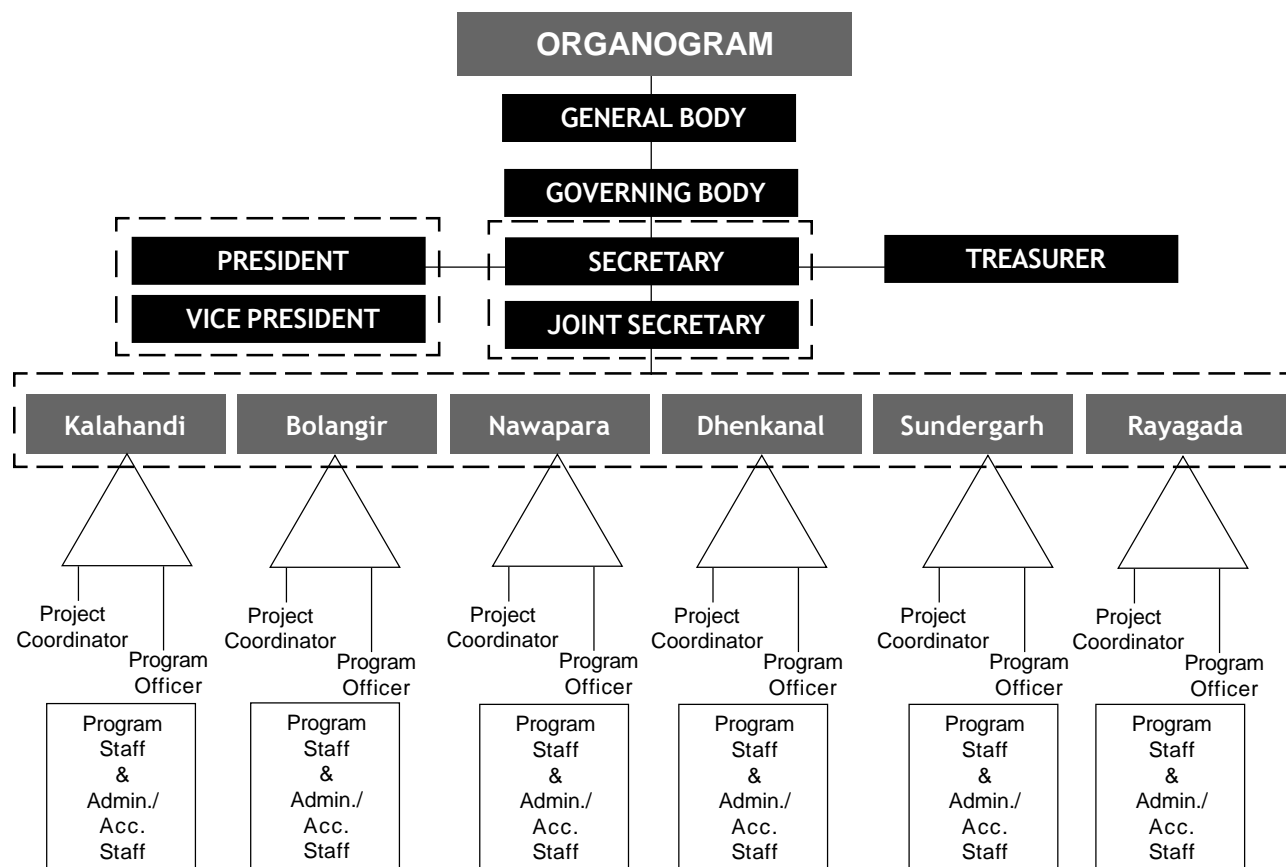 ORGANOGRAM
GENERAL BODY
GOVERNING BODY
PRESIDENT
SECRETARY
TREASURER
VICE PRESIDENT
JOINT SECRETARY
Kalahandi
Bolangir
Nawapara
Dhenkanal
Sundergarh
Rayagada
Project
Coordinator
Program
Officer
Project
Coordinator
Program
Officer
Project
Coordinator
Program
Officer
Project
Coordinator
Program
Officer
Project
Coordinator
Program
Officer
Project
Coordinator
Program
Officer
Program
Staff
&
Admin./
Acc.
Staff
Program
Staff
&
Admin./
Acc.
Staff
Program
Staff
&
Admin./
Acc.
Staff
Program
Staff
&
Admin./
Acc.
Staff
Program
Staff
&
Admin./
Acc.
Staff
Program
Staff
&
Admin./
Acc.
Staff